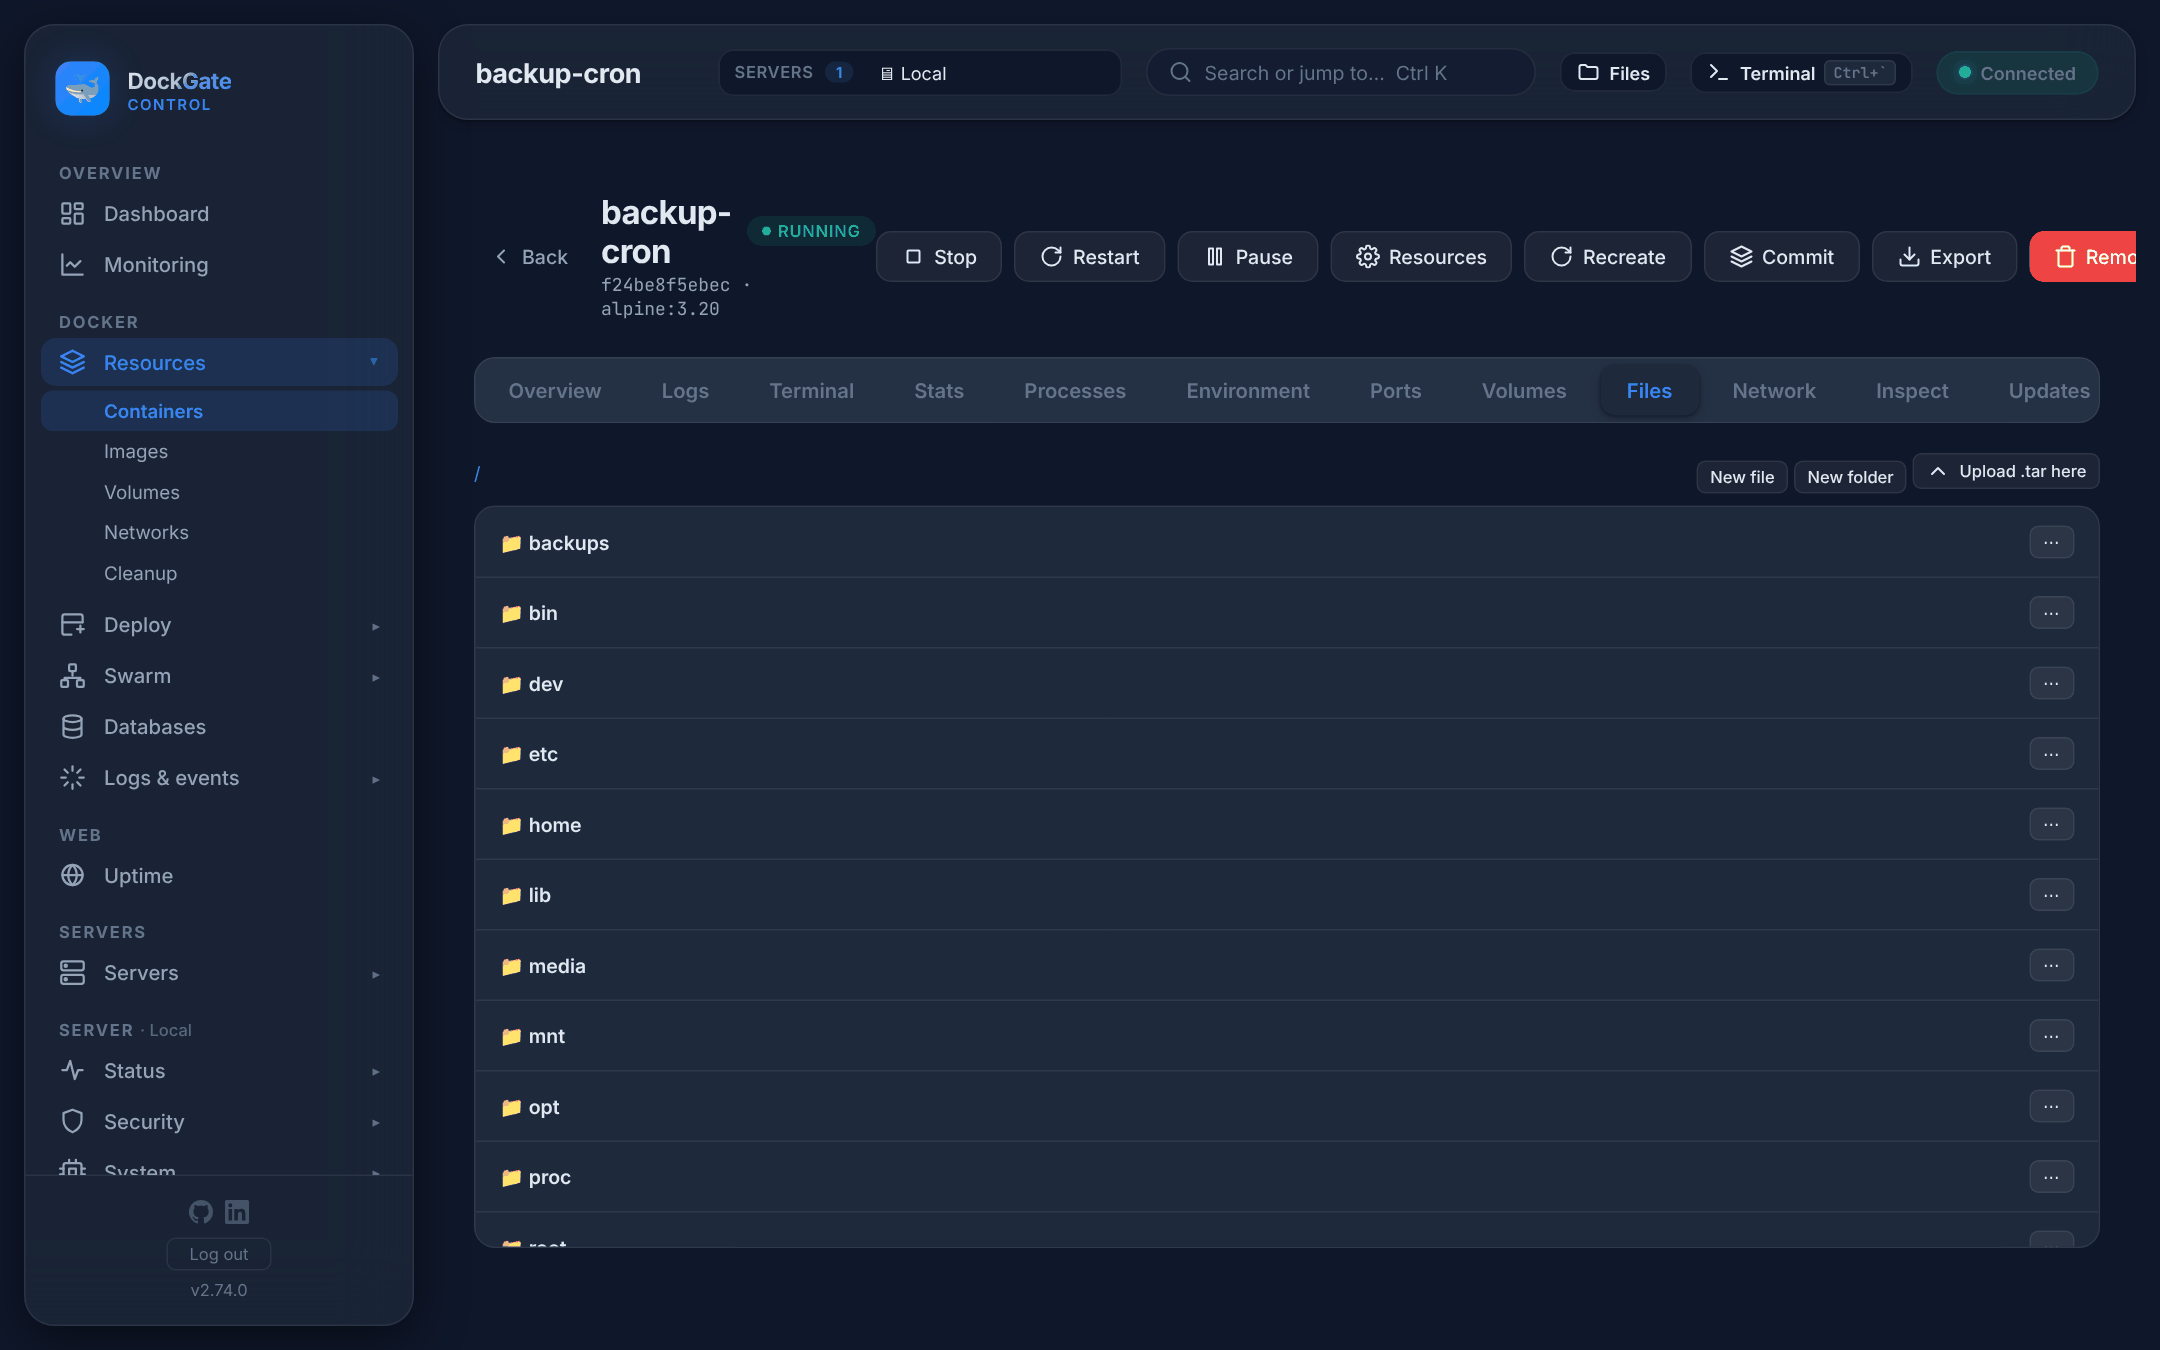 DockGate
CONTROL
OVERVIEW
Dashboard
Monitoring
DOCKER
Resources
Containers
Images
Volumes
Networks
Cleanup
Deploy
Swarm
Databases
Logs & events
WEB
Uptime
SERVERS
Servers
SERVER · Local
Status
Security
System
Log out
v2.74.0
backup-cron
SERVERS 1 Local
Search or jump to... Ctrl K
Files
Terminal Ctrl+`
Connected
Back
backup-
cron
RUNNING
f24be8f5ebec ·
alpine:3.20
Stop
Restart
Pause
Resources
Recreate
Commit
Export
Remo
Overview Logs Terminal Stats Processes Environment Ports Volumes Files Network Inspect Updates
/
New file
New folder
Upload .tar here
backups ...
bin ...
dev ...
etc ...
home ...
lib ...
media ...
mnt ...
opt ...
proc ...
root